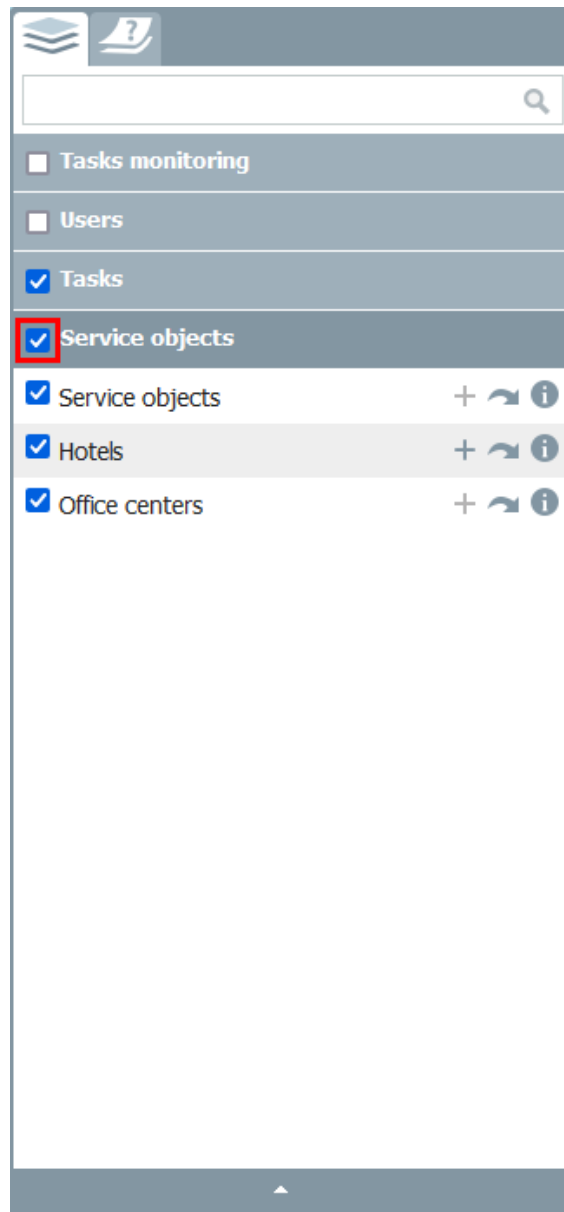 ?
Tasks monitoring
Users
Tasks
Service objects
Service objects
Hotels
Office centers